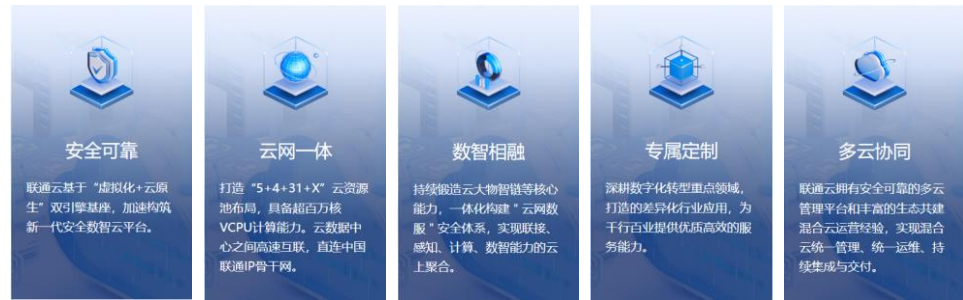 安全可靠
联通云基于“虚拟化+云原
生”双引擎基座，加速构筑
新一代安全数智云平台。
云网一体
打造“5+4+31+X”云资源
池布局，具备超百万核
VCPU计算能力。云数据中
心之间高速互联，直连中国
联通IP骨干网。
数智相融
持续锻造云大物智链等核心
能力，一体化构建＂云网数
服＂安全体系，实现联接、
感知、计算、数智能力的云
上聚合。
专属定制
深耕数字化转型重点领域，
打造的差异化行业应用，为
千行百业提供优质高效的服
务能力。
多云协同
联通云拥有安全可靠的多云
管理平台和丰富的生态共建
混合云运营经验，实现混合
云统一管理、统一运维、持
续集成与交付。